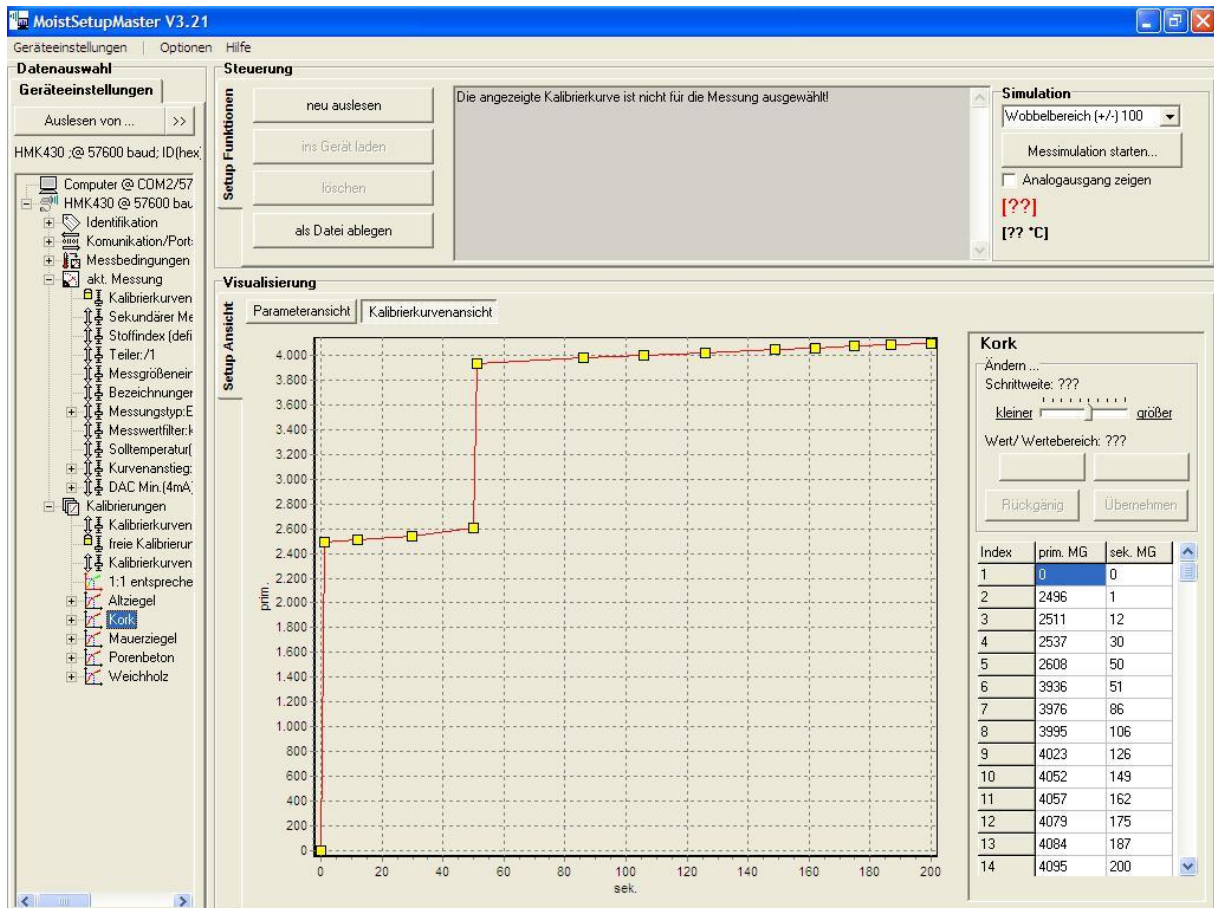 MoistSetupMaster V3.21
Geräteeinstellungen | Optionen Hilfe
Datenauswahl
Geräteeinstellungen
Auslesen von ... >>
HMK430 ;@ 57600 baud; ID(hex)
Computer @ COM2/57
HMK430 @ 57600 bau
Identifikation
Komunikation/Port:
Messbedingungen
akt. Messung
Kalibrierkurven
Sekundärer Me
Stoffindex (defi
Teiler:/1
Messgrößeneir
Bezeichnunger
Messungstyp:E
Messwertfilter:k
Solltemperatur(
Kurvenanstieg:
DAC Min.(4mA)
Kalibrierungen
Kalibrierkurven
freie Kalibrierur
Kalibrierkurven
1:1 entspreche
Altziegel
Kork
Mauerziegel
Porenbeton
Weichholz
Steuerung
Setup Funktionen
neu auslesen
ins Gerät laden
löschen
als Datei ablegen
Die angezeigte Kalibrierkurve ist nicht für die Messung ausgewählt!
Simulation
Wobbelbereich (+/-) 100
Messimulation starten...
Analogausgang zeigen
[??]
[?? °C]
Visualisierung
Setup Ansicht
Parameteransicht Kalibrierkurvenansicht
4.000
3.800
3.600
3.400
3.200
3.000
2.800
2.600
2.400
2.200
2.000
1.800
1.600
1.400
1.200
1.000
800
600
400
200
0
prim.
0 20 40 60 80 100 120 140 160 180 200
sek.
Kork
Ändern ...
Schrittweite: ???
kleiner größer
Wert/ Wertebereich: ???
Rückgänig Übernehmen
Index prim. MG sek. MG
1 0 0
2 2496 1
3 2511 12
4 2537 30
5 2608 50
6 3936 51
7 3976 86
8 3995 106
9 4023 126
10 4052 149
11 4057 162
12 4079 175
13 4084 187
14 4095 200